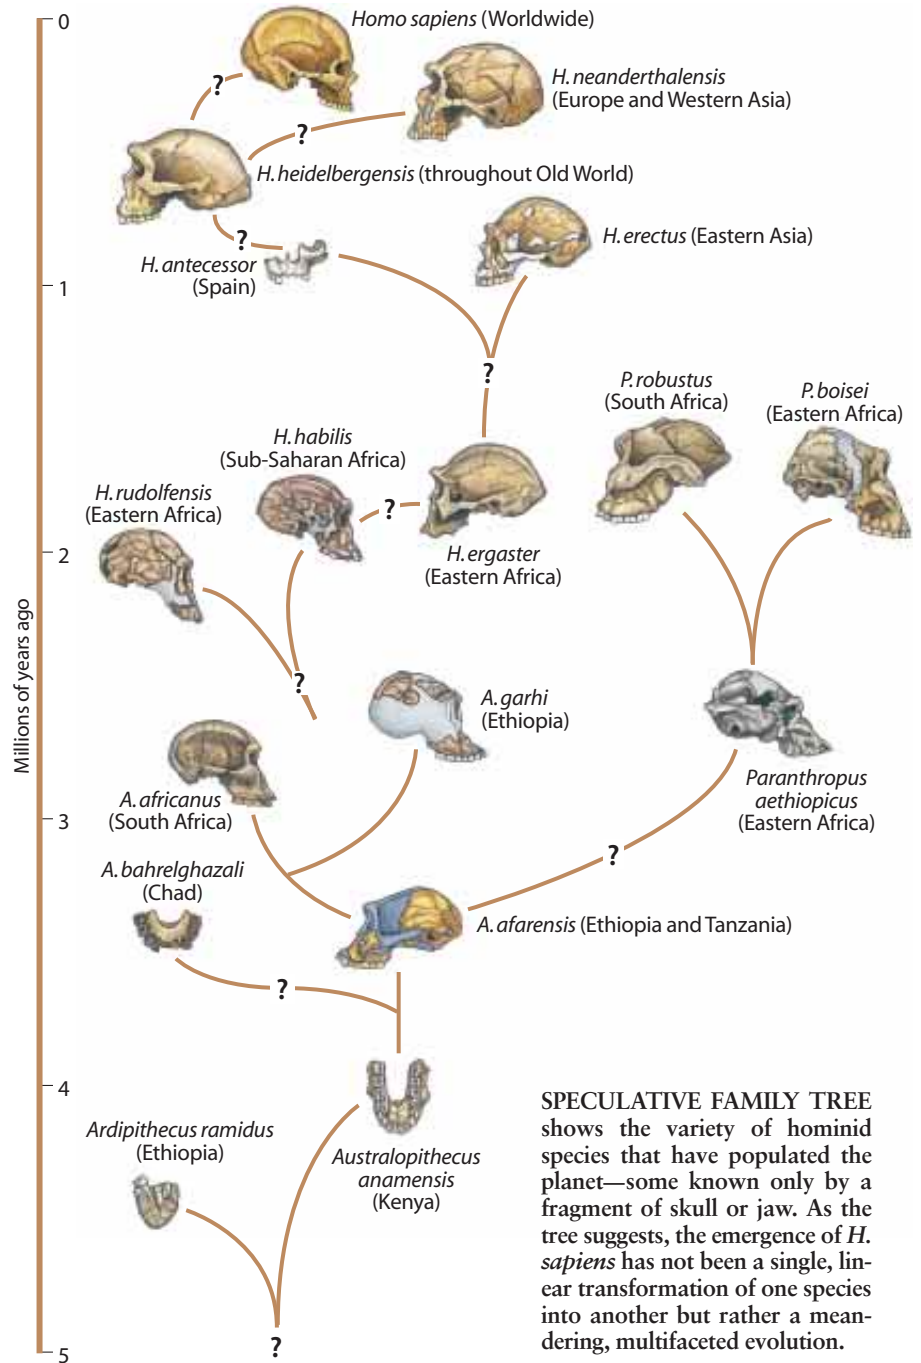 0
Homo sapiens (Worldwide)
?
H. neanderthalensis
(Europe and Western Asia)
?
H. heidelbergensis (throughout Old World)
?
H. antecessor
(Spain)
H. erectus (Eastern Asia)
1
?
P. robustus
(South Africa)
P. boisei
(Eastern Africa)
H. habilis
(Sub-Saharan Africa)
H. rudolfensis
(Eastern Africa)
?
H. ergaster
(Eastern Africa)
2
Millions of years ago
?
A. garhi
(Ethiopia)
A. africanus
(South Africa)
Paranthropus
aethiopicus
(Eastern Africa)
3
?
A. bahrelghazali
(Chad)
A. afarensis (Ethiopia and Tanzania)
?
4
Ardipithecus ramidus
(Ethiopia)
Australopithecus
anamensis
(Kenya)
?
5
SPECULATIVE FAMILY TREE
shows the variety of hominid
species that have populated the
planet—some known only by a
fragment of skull or jaw. As the
tree suggests, the emergence of H.
sapiens has not been a single, lin-
ear transformation of one species
into another but rather a mean-
dering, multifaceted evolution.